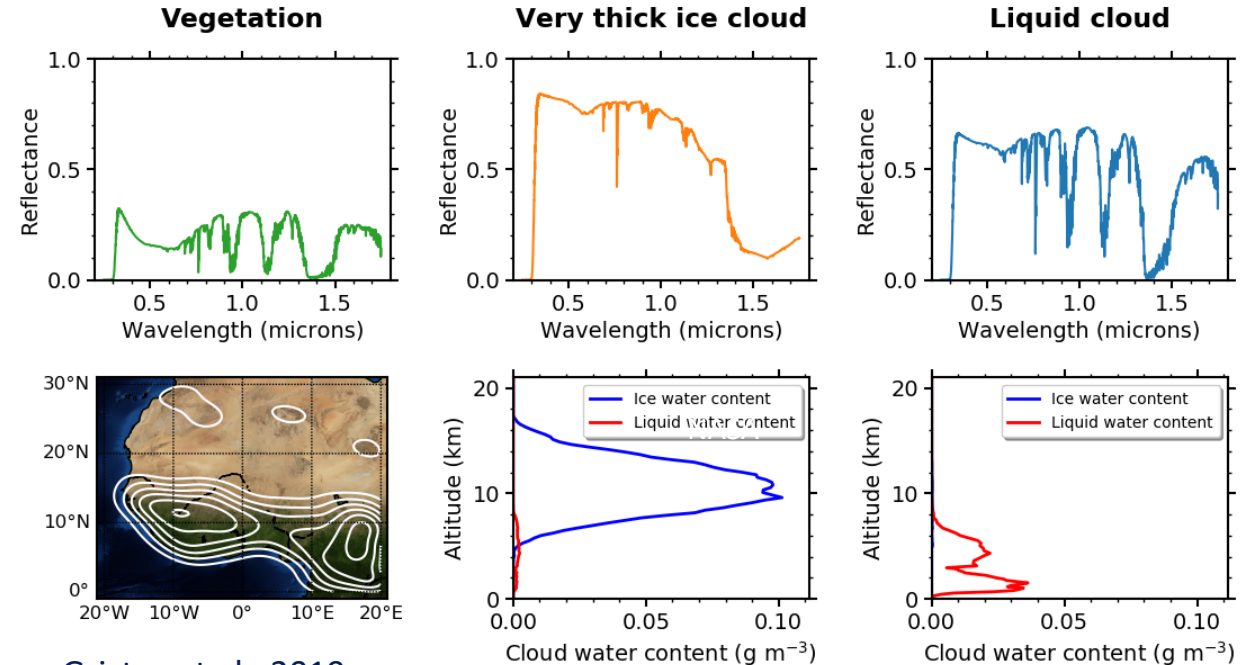 Vegetation
Very thick ice cloud
Liquid cloud
1.0
0.5
0.0
Reflectance
0.5 1.0 1.5
Wavelength (microns)
1.0
0.5
0.0
Reflectance
0.5 1.0 1.5
Wavelength (microns)
1.0
0.5
0.0
Reflectance
0.5 1.0 1.5
Wavelength (microns)
30°N
20°N
10°N
0°
20°W 10°W 0° 10°E 20°E
20
10
0
Altitude (km)
Ice water content
Liquid water content
NASA
0.00 0.05 0.10
Cloud water content (g m⁻³)
20
10
0
Altitude (km)
Ice water content
Liquid water content
0.00 0.05 0.10
Cloud water content (g m⁻³)